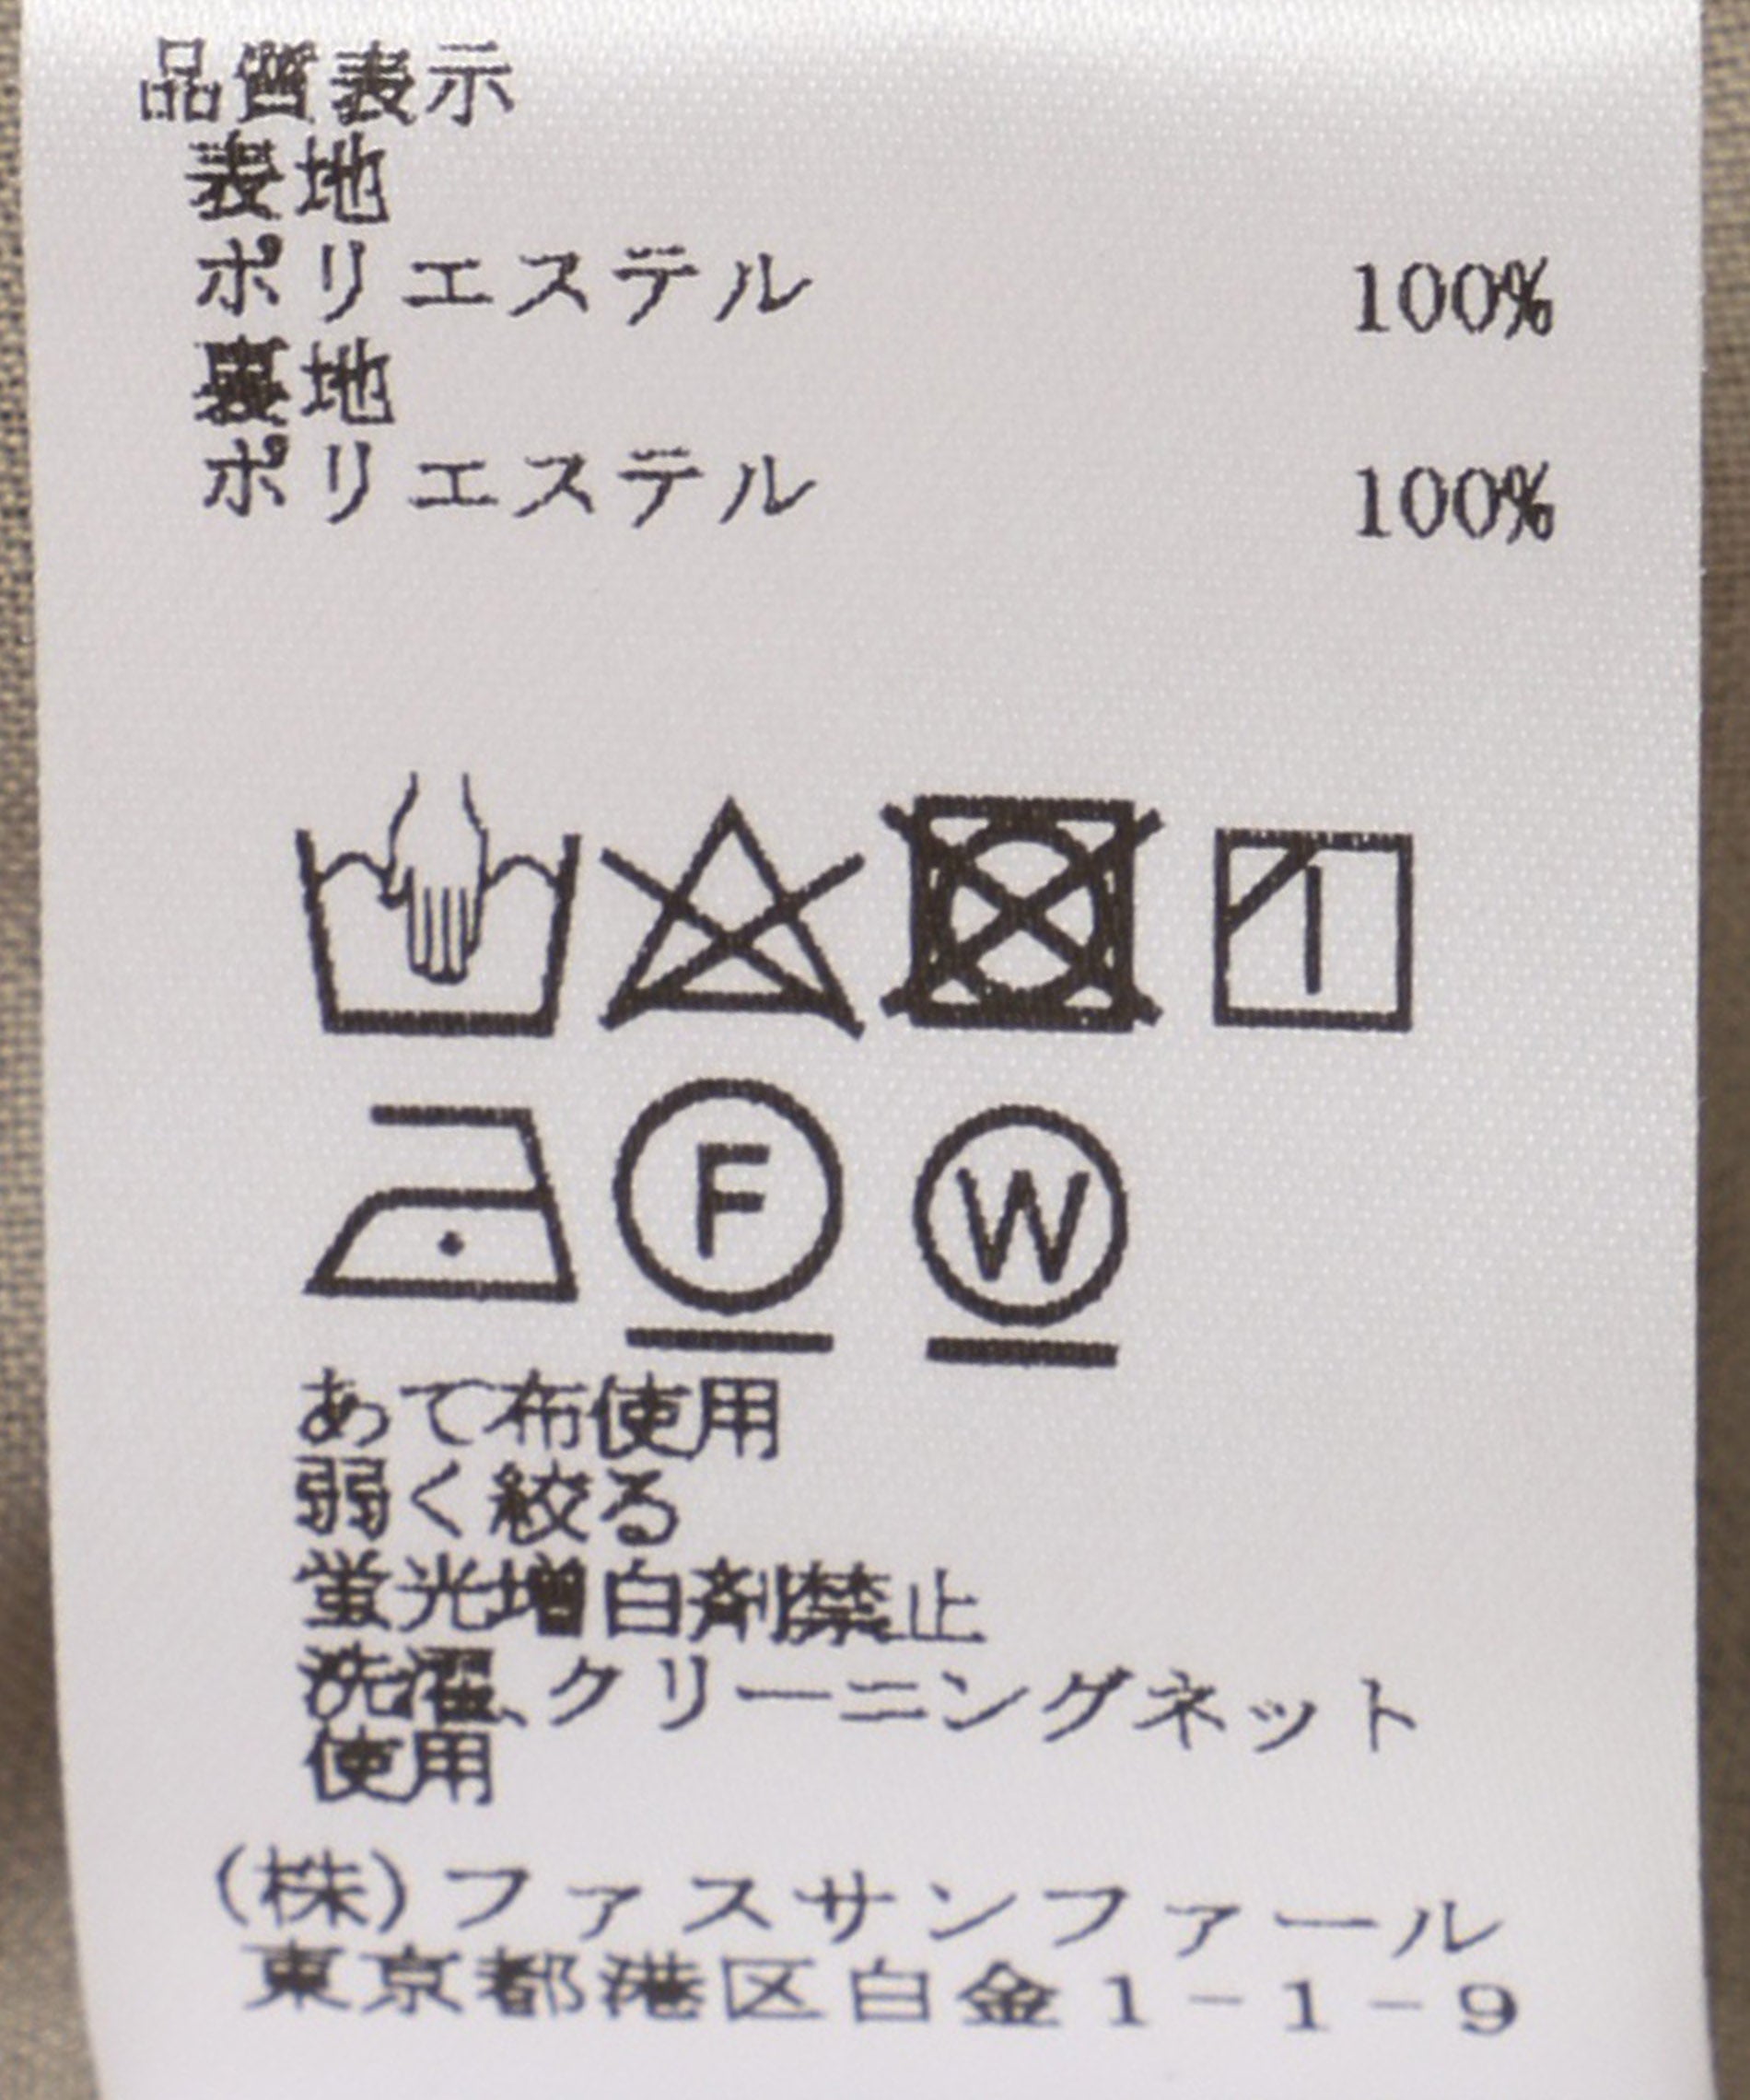 品質表示
表地
ポリエステル 100%
裏地
ポリエステル 100%
F W
あて布使用
弱く絞る
蛍光増白剤禁止
洗濯、クリーニングネット
使用
(株)ファスサンファール
東京都港区白金1-1-9